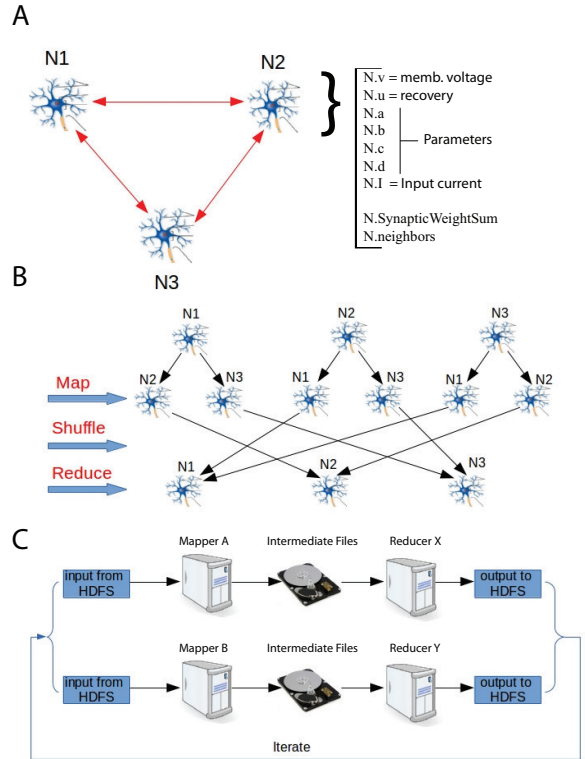 A
N1
N2
N3
}
N.v = memb. voltage
N.u = recovery
N.a
N.b
N.c
N.d
Parameters
N.I = Input current
N.SynapticWeightSum
N.neighbors
B
N1
N2
N3
Map
N2
N3
N1
N3
N1
N2
Shuffle
Reduce
N1
N2
N3
C
Mapper A
Intermediate Files
Reducer X
input from
HDFS
output to
HDFS
Mapper B
Intermediate Files
Reducer Y
input from
HDFS
output to
HDFS
Iterate